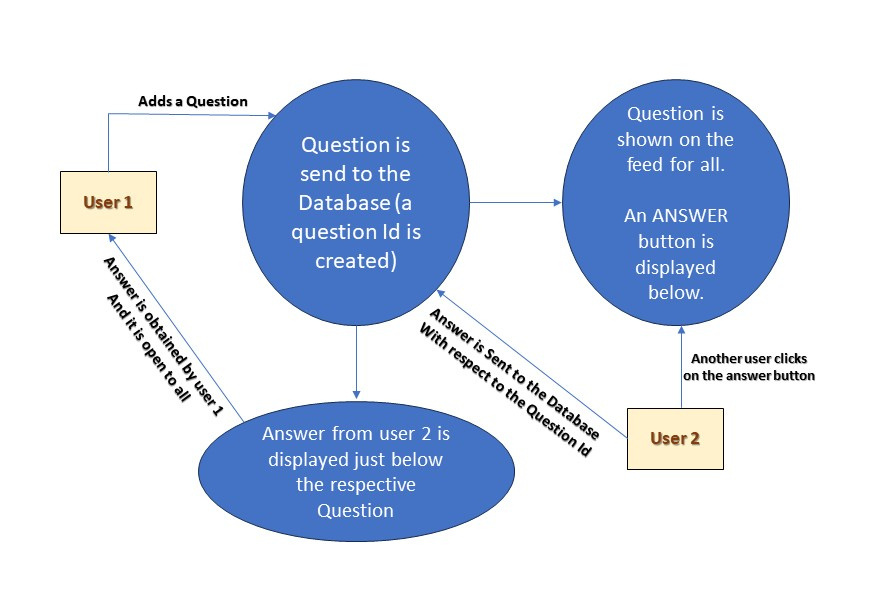 Adds a Question
User 1
Question is
send to the
Database (a
question Id is
created)
Question is
shown on the
feed for all.
An ANSWER
button is
displayed
below.
Answer is obtained by user 1
And it is open to all
Answer is Sent to the Database
With respect to the Question Id
Another user clicks
on the answer button
User 2
Answer from user 2 is
displayed just below
the respective
Question